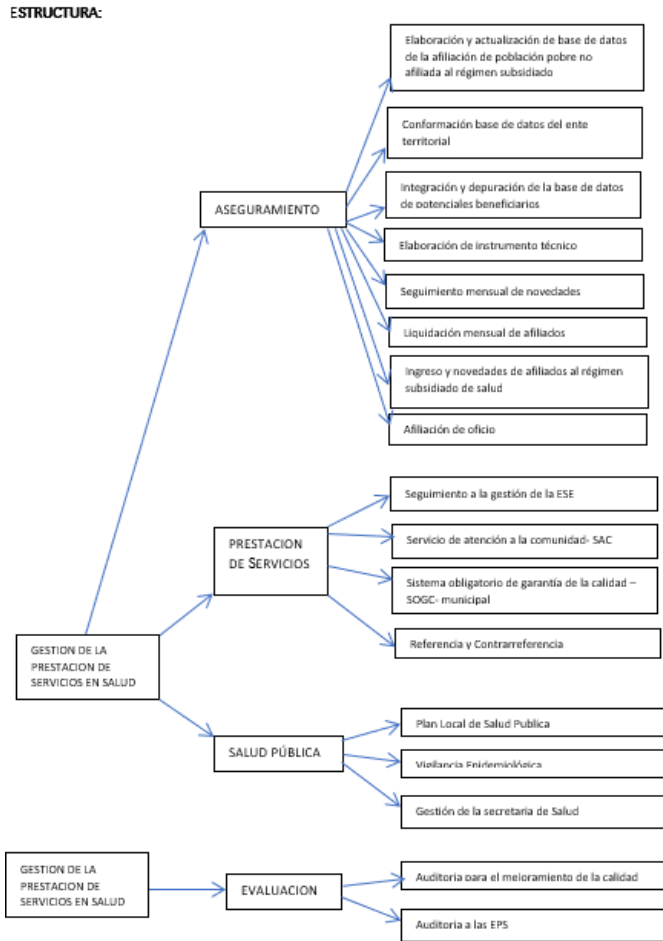 ESTRUCTURA:
Elaboración y actualización de base de datos
de la afiliación de población pobre no
afiliada al régimen subsidiado
Conformación base de datos del ente
territorial
Integración y depuración de la base de datos
de potenciales beneficiarios
ASEGURAMIENTO
Elaboración de instrumento técnico
Seguimiento mensual de novedades
Liquidación mensual de afiliados
Ingreso y novedades de afiliados al régimen
subsidiado de salud
Afiliación de oficio
Seguimiento a la gestión de la ESE
PRESTACION
DE SERVICIOS
Servicio de atención a la comunidad- SAC
Sistema obligatorio de garantía de la calidad –
SOGC- municipal
Referencia y Contrarreferencia
GESTION DE LA
PRESTACION DE
SERVICIOS EN SALUD
Plan Local de Salud Publica
SALUD PÚBLICA
Vigilancia Epidemiológica
Gestión de la secretaria de Salud
GESTION DE LA
PRESTACION DE
SERVICIOS EN SALUD
EVALUACION
Auditoria para el mejoramiento de la calidad
Auditoria a las EPS